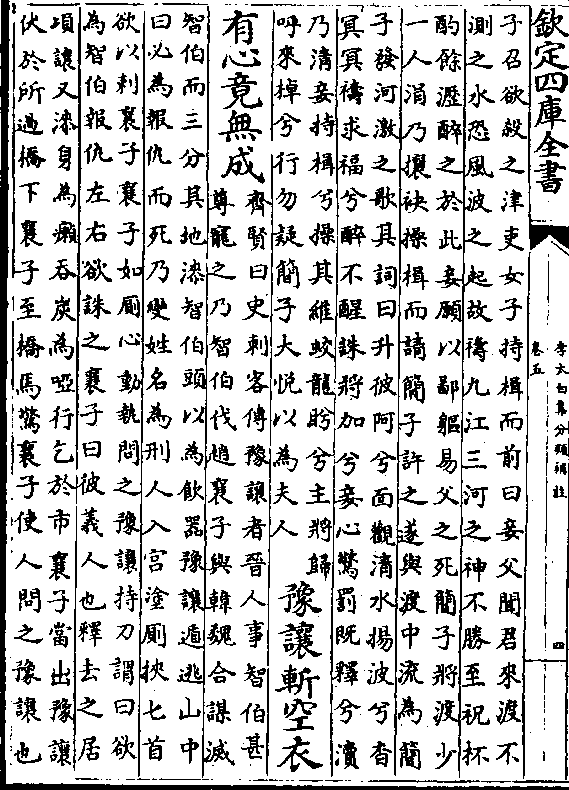 欽定四庫全書
李太白集分類補註
卷五
四
子召欲殺之津吏女子持楫而前曰妾父聞君來渡不
測之水恐風波之起故禱九江三河之神不勝至祝杯
酌餘瀝醉之於此妾願以鄙軀易父之死簡子將渡少
一人涓乃攘袂操楫而請簡子許之遂與渡中流為簡
子發河激之歌其詞曰升彼阿兮面觀清水揚波兮杳
冥冥禱求福兮醉不醒誅將加兮妾心驚罰既釋兮瀆
乃清妾持楫兮操其維蛟龍盻兮主將歸
呼來棹兮行勿疑簡子大悅以為夫人
豫讓斬空衣
有心竟無成
齊賢曰史刺客傳豫讓者晉人事智伯甚
尊寵之乃智伯伐趙襄子與韓魏合謀滅
智伯而三分其地漆智伯頭以為飲器豫讓遁逃山中
曰必為報仇而死乃變姓名為刑人入宮塗厠挾七首
欲以刺襄子襄子如厠心動執問之豫讓持刀謂曰欲
為智伯報仇左右欲誅之襄子曰彼義人也釋去之居
項讓又漆身為癩吞炭為啞行乞於市襄子當出豫讓
伏於所過橋下襄子至橋馬驚襄子使人問之豫讓也